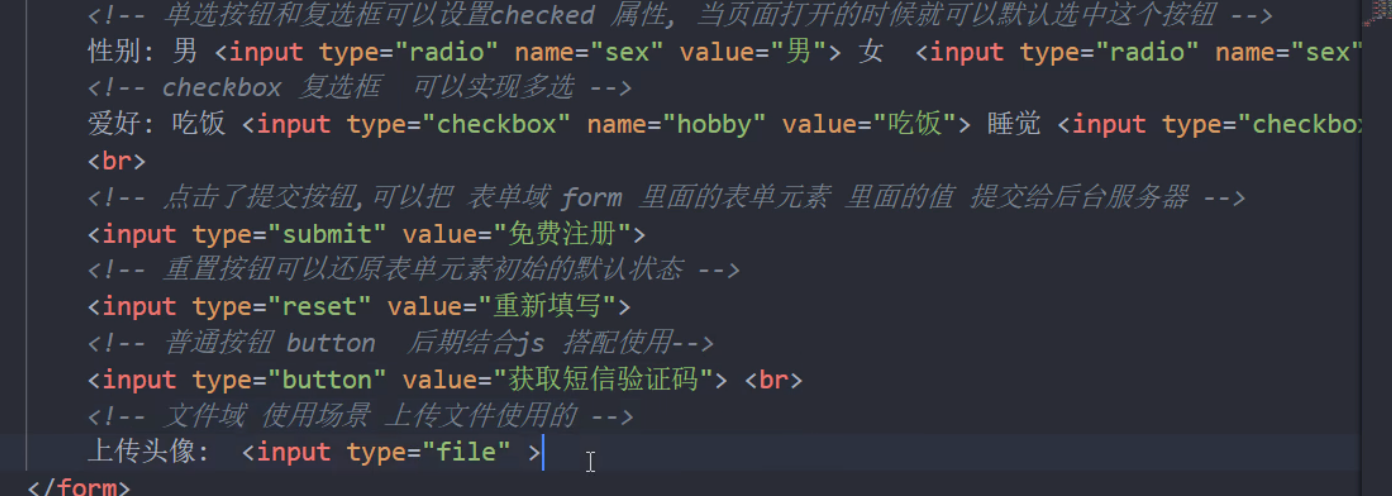 <!-- 单选按钮和复选框可以设置checked 属性, 当页面打开的时候就可以默认选中这个按钮 -->
性别: 男 <input type="radio" name="sex" value="男"> 女  <input type="radio" name="sex"
<!-- checkbox 复选框  可以实现多选 -->
爱好: 吃饭 <input type="checkbox" name="hobby" value="吃饭"> 睡觉 <input type="checkbo
<br>
<!-- 点击了提交按钮,可以把 表单域 form 里面的表单元素 里面的值 提交给后台服务器 -->
<input type="submit" value="免费注册">
<!-- 重置按钮可以还原表单元素初始的默认状态 -->
<input type="reset" value="重新填写">
<!-- 普通按钮 button  后期结合js 搭配使用-->
<input type="button" value="获取短信验证码"> <br>
<!-- 文件域 使用场景 上传文件使用的 -->
上传头像:  <input type="file" >
</form>